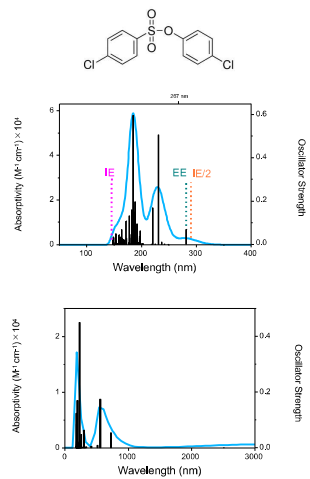 O
S
O
O
Cl
Cl
267 nm
Absorptivity (M⁻¹ cm⁻¹) × 10⁴
6
4
2
0
IE
EE
IE/2
0.6
0.4
0.2
0.0
Oscillator Strength
100
200
300
400
Wavelength (nm)
Absorptivity (M⁻¹ cm⁻¹) × 10⁴
2
1
0
0.4
0.2
0.0
Oscillator Strength
0
1000
2000
3000
Wavelength (nm)